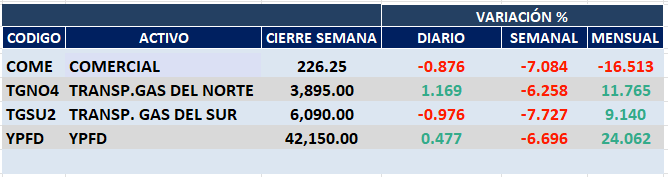 VARIACIÓN %
CODIGO ACTIVO CIERRE SEMANA DIARIO SEMANAL MENSUAL
COME COMERCIAL 226.25 -0.876 -7.084 -16.513
TGNO4 TRANSP.GAS DEL NORTE 3,895.00 1.169 -6.258 11.765
TGSU2 TRANSP. GAS DEL SUR 6,090.00 -0.976 -7.727 9.140
YPFD YPFD 42,150.00 0.477 -6.696 24.062